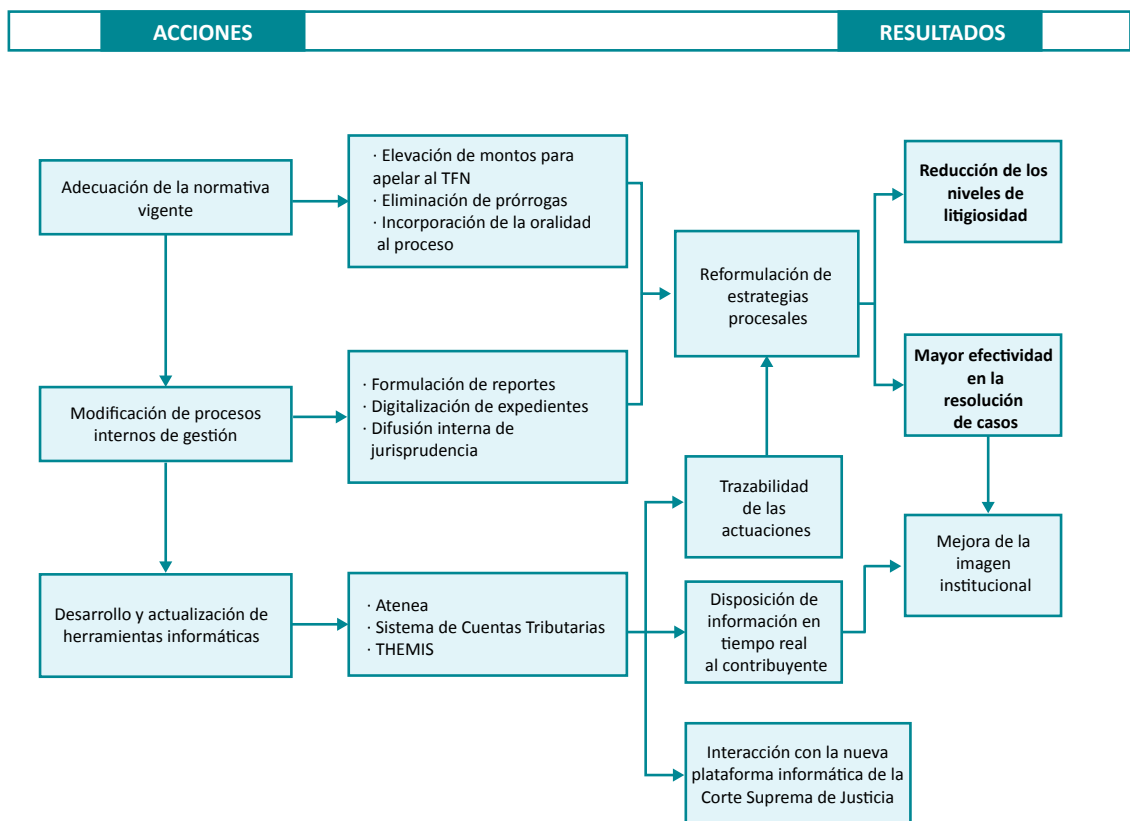 ACCIONES
RESULTADOS
Adecuación de la normativa
vigente
· Elevación de montos para
apelar al TFN
· Eliminación de prórrogas
· Incorporación de la oralidad
al proceso
Reformulación de
estrategias
procesales
Reducción de los
niveles de
litigiosidad
Modificación de procesos
internos de gestión
· Formulación de reportes
· Digitalización de expedientes
· Difusión interna de
jurisprudencia
Mayor efectividad
en la
resolución
de casos
Trazabilidad
de las
actuaciones
Mejora de la
imagen
institucional
Desarrollo y actualización de
herramientas informáticas
· Atenea
· Sistema de Cuentas Tributarias
· THEMIS
Disposición de
información en
tiempo real
al contribuyente
Interacción con la nueva
plataforma informática de la
Corte Suprema de Justicia